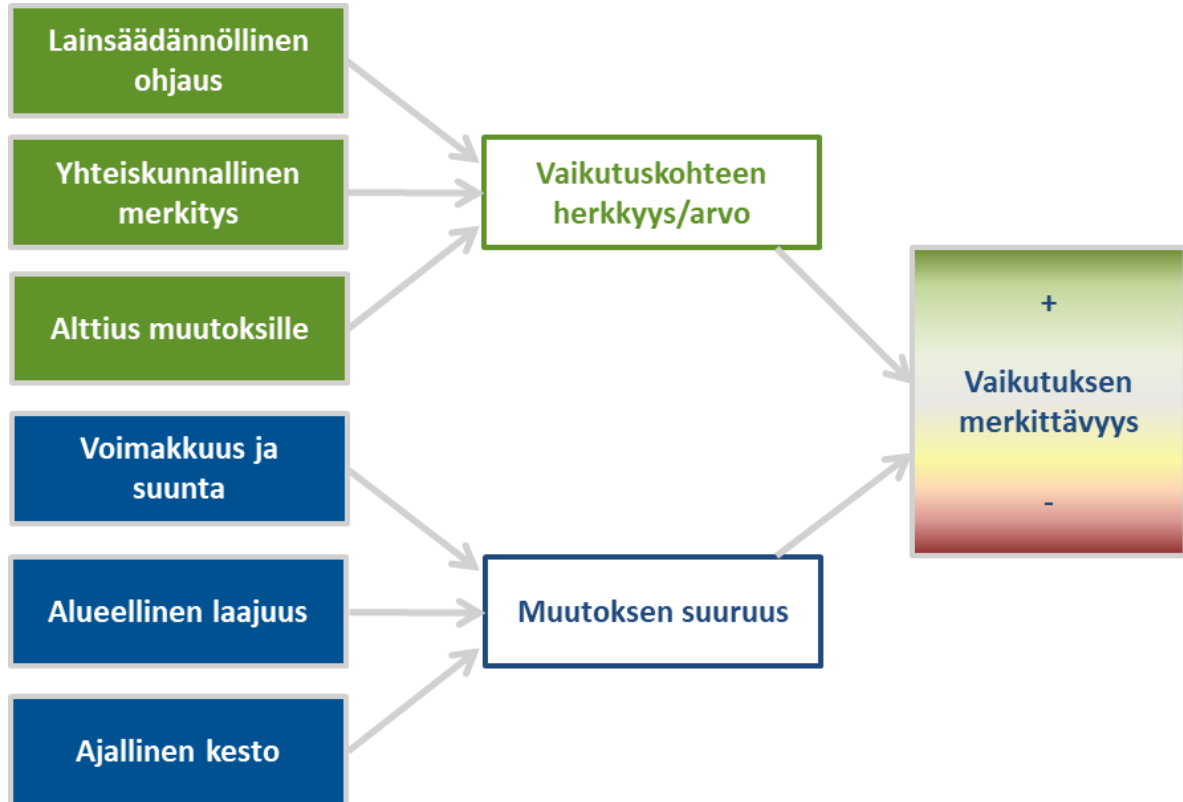 Lainsäädännöllinen
ohjaus
Yhteiskunnallinen
merkitys
Alttius muutoksille
Voimakkuus ja
suunta
Alueellinen laajuus
Ajallinen kesto
Vaikutuskohteen
herkkyys/arvo
Muutoksen suuruus
+
Vaikutuksen
merkittävyys
-